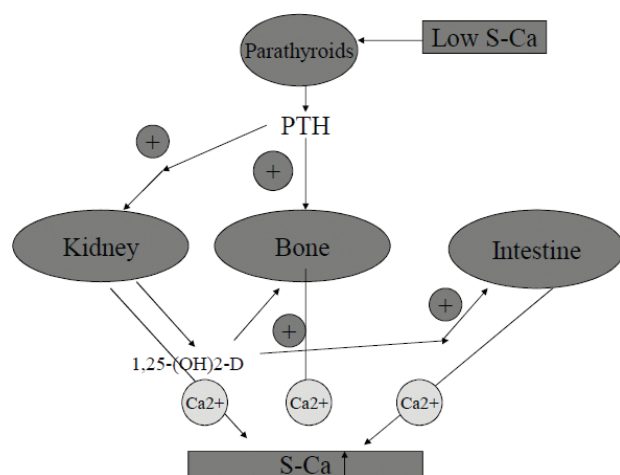 Low S-Ca
Parathyroids
PTH
+
+
Kidney
Bone
Intestine
+
+
1,25-(OH)2-D
Ca2+
Ca2+
Ca2+
S-Ca